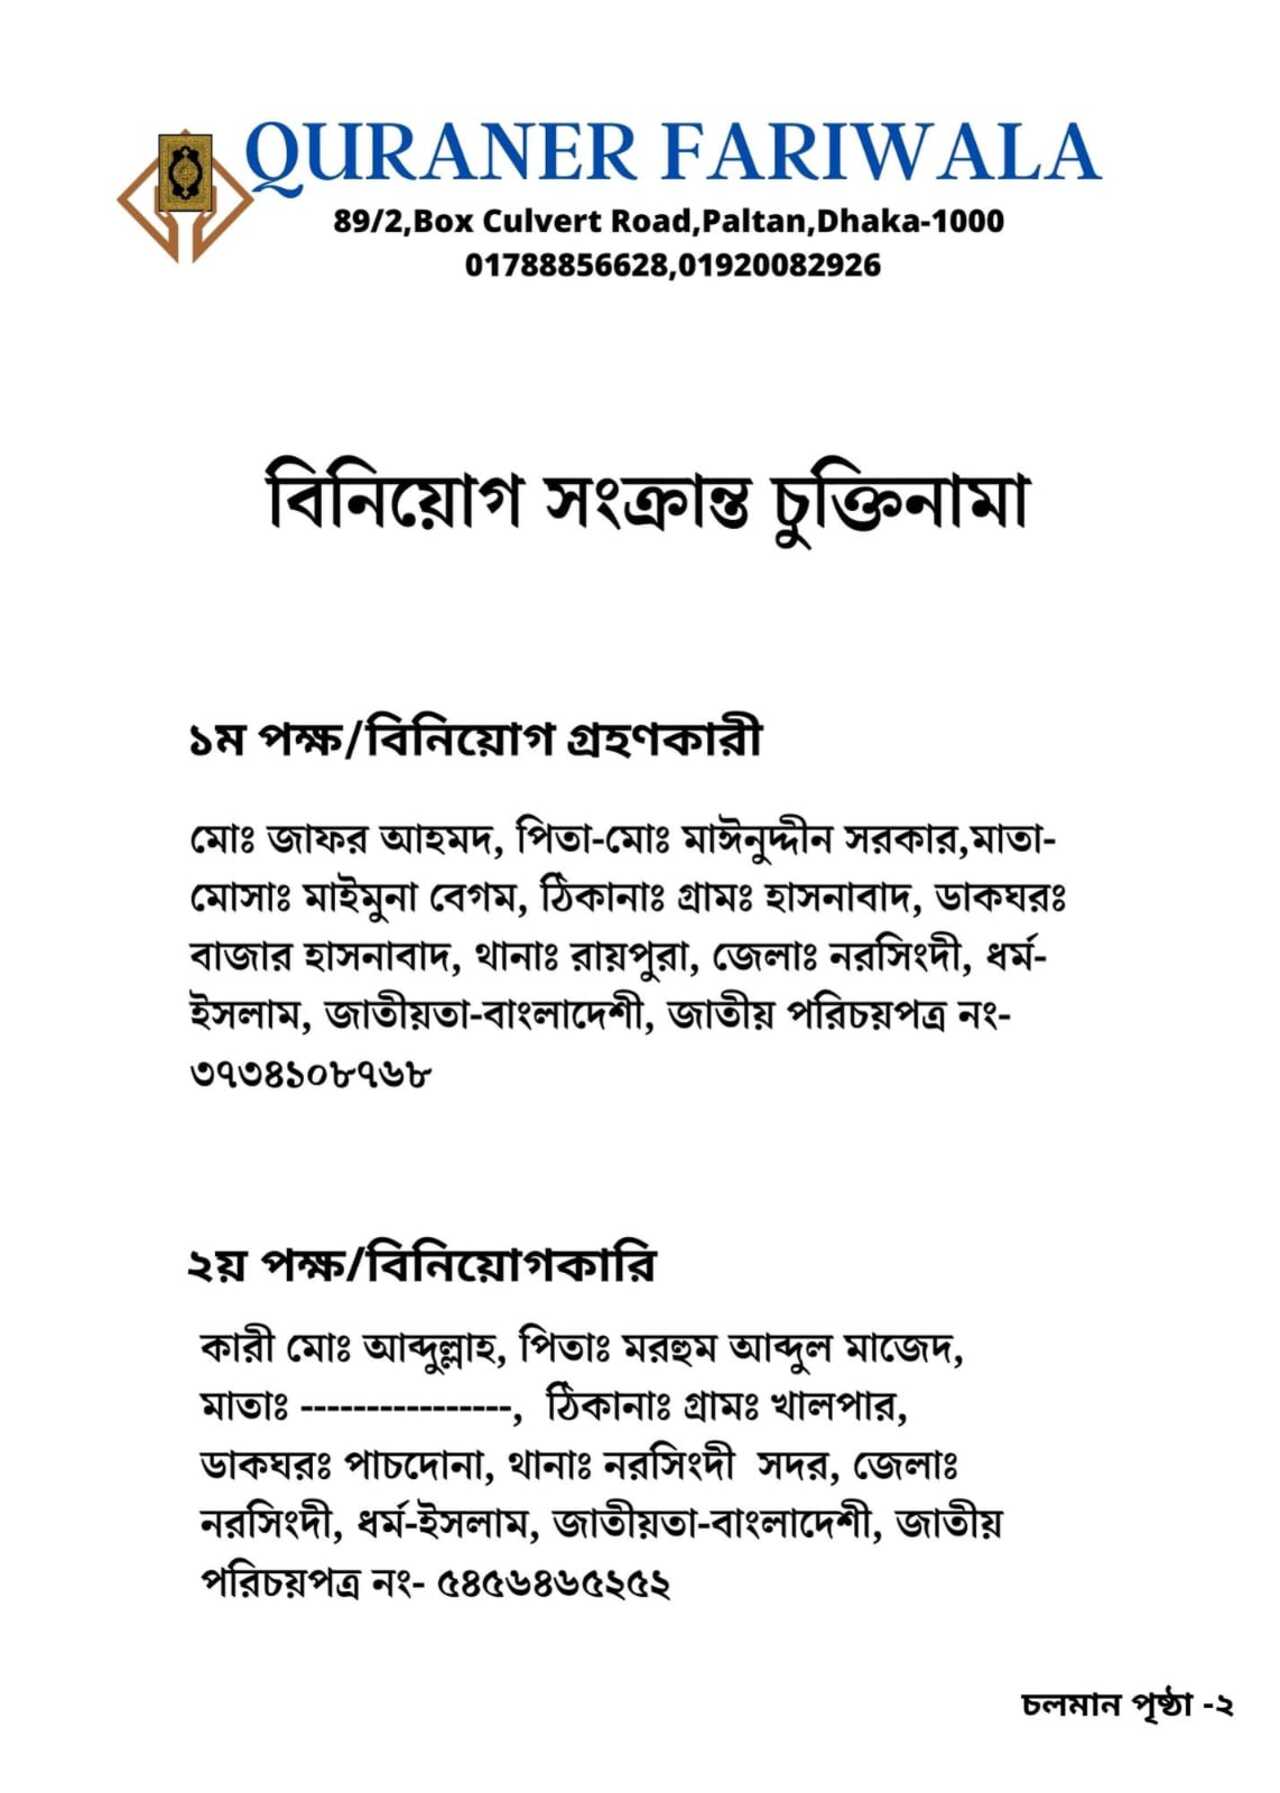 QURANER FARIWALA
89/2,Box Culvert Road,Paltan,Dhaka-1000
01788856628,01920082926
বিনিয়োগ সংক্রান্ত চুক্তিনামা
১ম পক্ষ/বিনিয়োগ গ্রহণকারী
মোঃ জাফর আহমদ, পিতা-মোঃ মাঈনুদ্দীন সরকার,মাতা-
মোসাঃ মাইমুনা বেগম, ঠিকানাঃ গ্রামঃ হাসনাবাদ, ডাকঘরঃ
বাজার হাসনাবাদ, থানাঃ রায়পুরা, জেলাঃ নরসিংদী, ধর্ম-
ইসলাম, জাতীয়তা-বাংলাদেশী, জাতীয় পরিচয়পত্র নং-
৩৭৩৪১০৮৭৬৮
২য় পক্ষ/বিনিয়োগকারি
কারী মোঃ আব্দুল্লাহ, পিতাঃ মরহুম আব্দুল মাজেদ,
মাতাঃ ----------------, ঠিকানাঃ গ্রামঃ খালপার,
ডাকঘরঃ পাচদোনা, থানাঃ নরসিংদী সদর, জেলাঃ
নরসিংদী, ধর্ম-ইসলাম, জাতীয়তা-বাংলাদেশী, জাতীয়
পরিচয়পত্র নং- ৫৪৫৬৪৬৫২৫২
চলমান পৃষ্ঠা -২